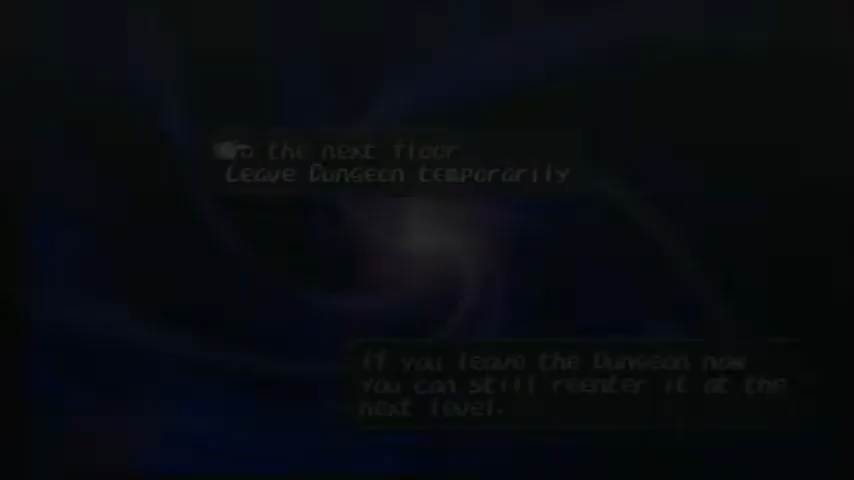 to the next floor
Leave Dungeon temporarily
If you leave the Dungeon now
you can still reenter it at the
next level.